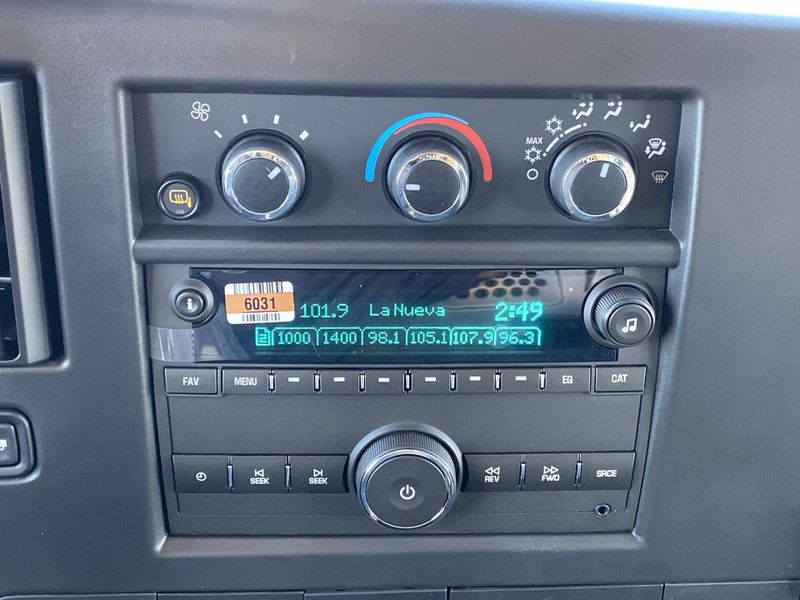 MAX
6031
101.9 La Nueva 2:49
2 1000 1400 98.1 105.1 107.9 96.3
FAV MENU EQ CAT
SEEK SEEK REV FWD SRCE